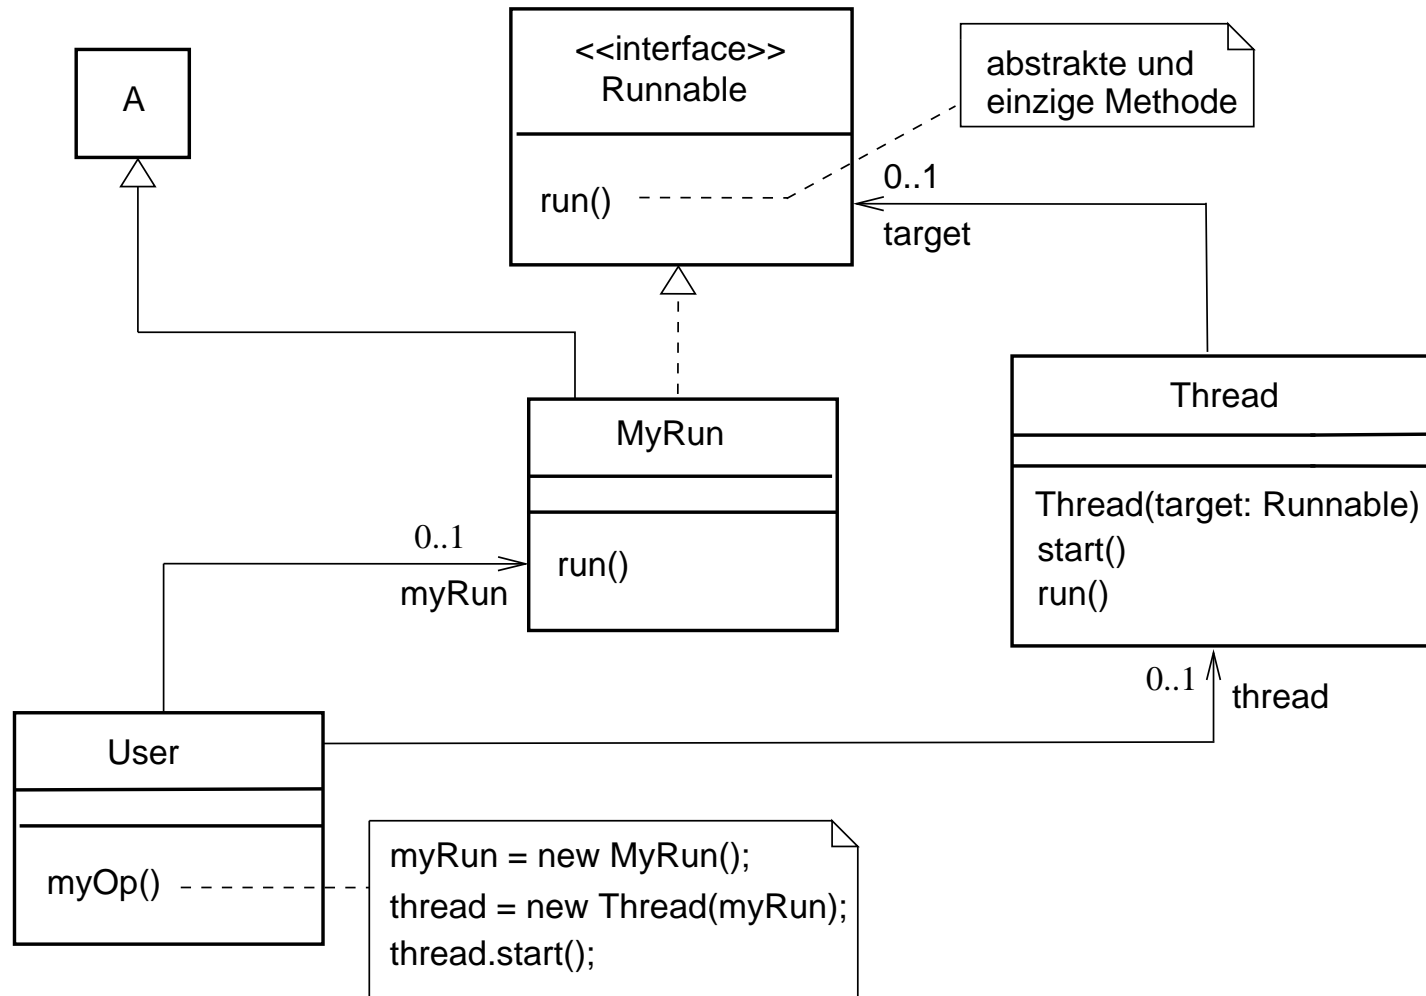 A
<<interface>>
Runnable
run()
abstrakte und
einzige Methode
0..1
target
MyRun
run()
Thread
Thread(target: Runnable)
start()
run()
0..1
myRun
0..1
thread
User
myOp()
myRun = new MyRun();
thread = new Thread(myRun);
thread.start();